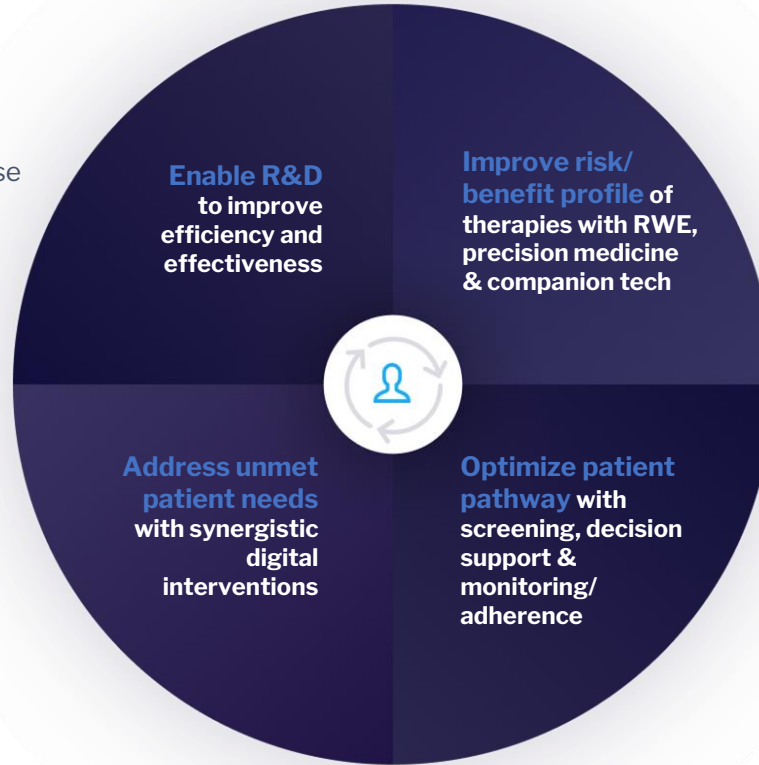 Enable R&D
to improve
efficiency and
effectiveness
Improve risk/
benefit profile of
therapies with RWE,
precision medicine
& companion tech
Address unmet
patient needs
with synergistic
digital
interventions
Optimize patient
pathway with
screening, decision
support &
monitoring/
adherence